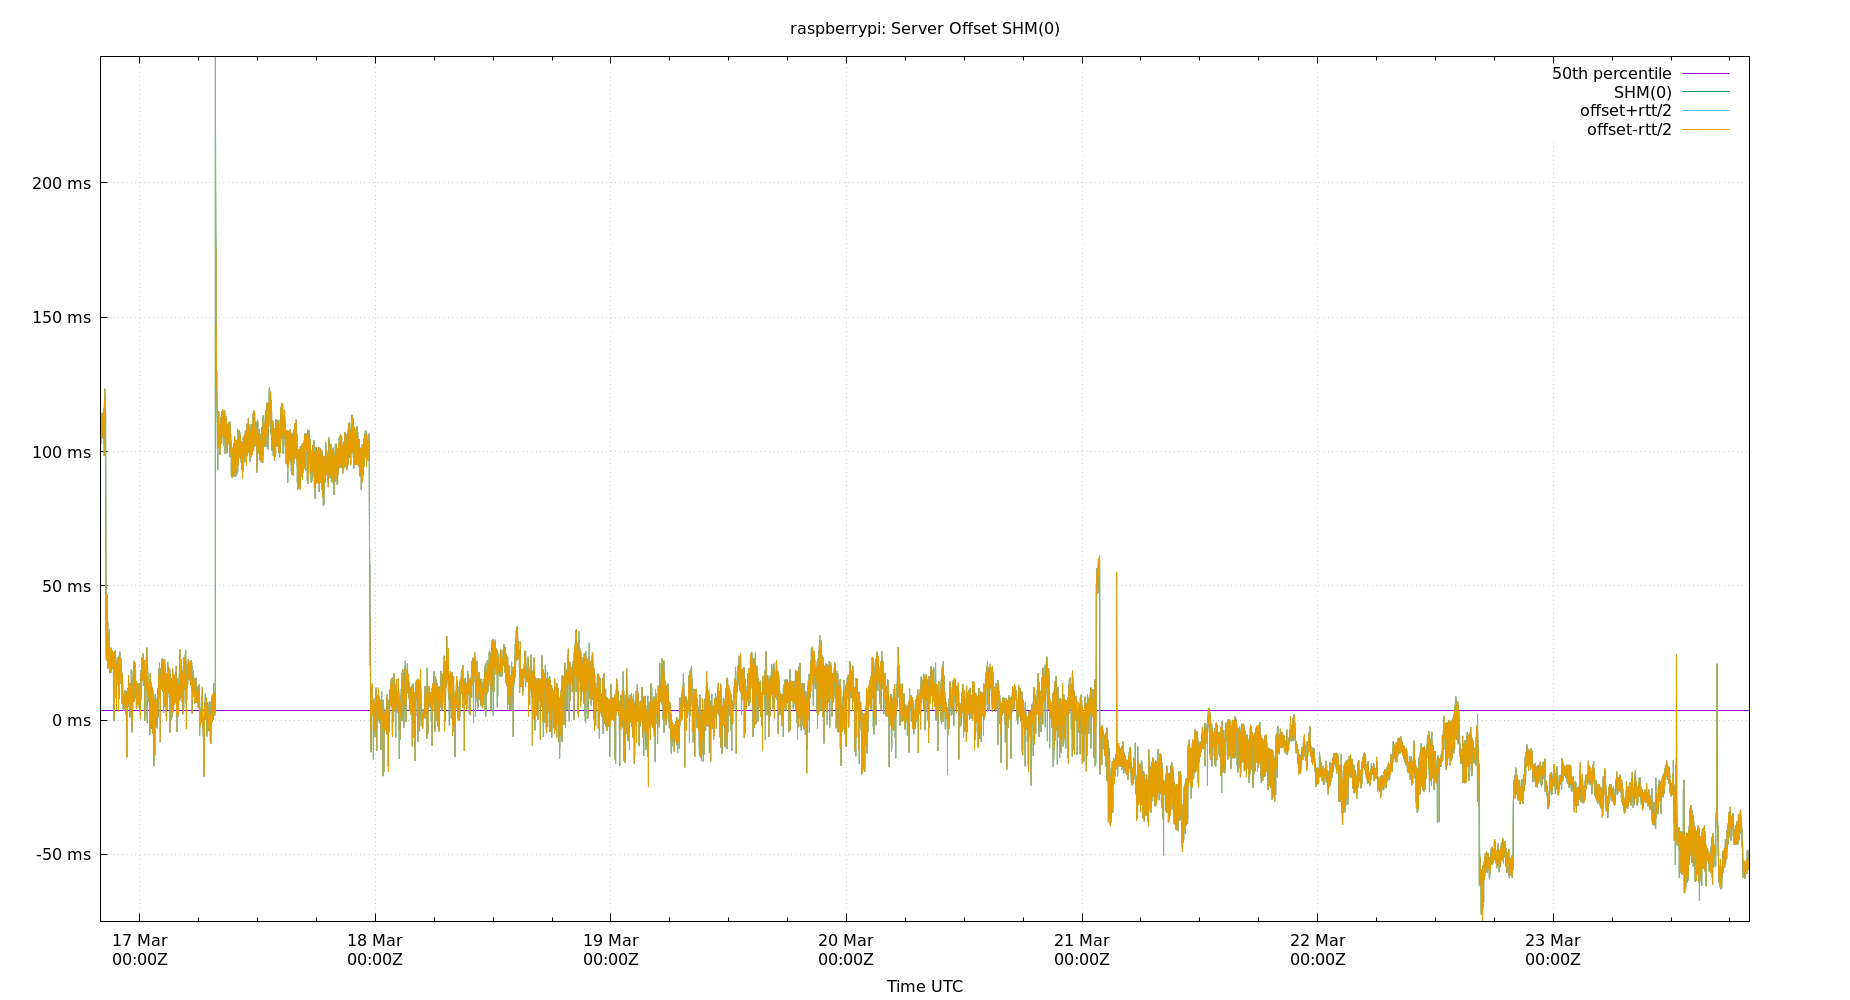 raspberrypi: Server Offset SHM(0)
50th percentile
SHM(0)
offset+rtt/2
offset-rtt/2
200 ms
150 ms
100 ms
50 ms
0 ms
-50 ms
17 Mar 18 Mar 19 Mar 20 Mar 21 Mar 22 Mar 23 Mar
00:00Z 00:00Z 00:00Z 00:00Z 00:00Z 00:00Z 00:00Z
Time UTC